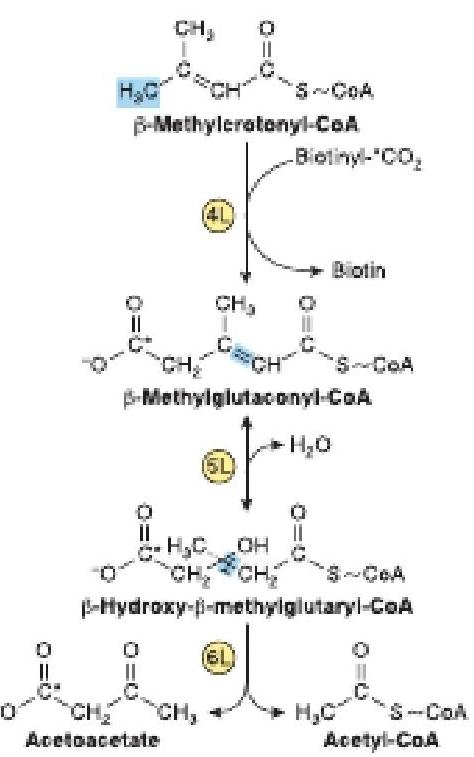 CH₃ O
C C
H₃C CH S~CoA
β-Methylcrotonyl-CoA
Biotinyl-*CO₂
4L
Biotin
O CH₃ O
C* C C
⁻O CH₂ CH S~CoA
β-Methylglutaconyl-CoA
H₂O
5L
O O
C* H₃C OH C
⁻O CH₂ C CH₂ S~CoA
β-Hydroxy-β-methylglutaryl-CoA
6L
O O O
C* C C
O CH₂ CH₃ H₃C S~CoA
Acetoacetate Acetyl-CoA